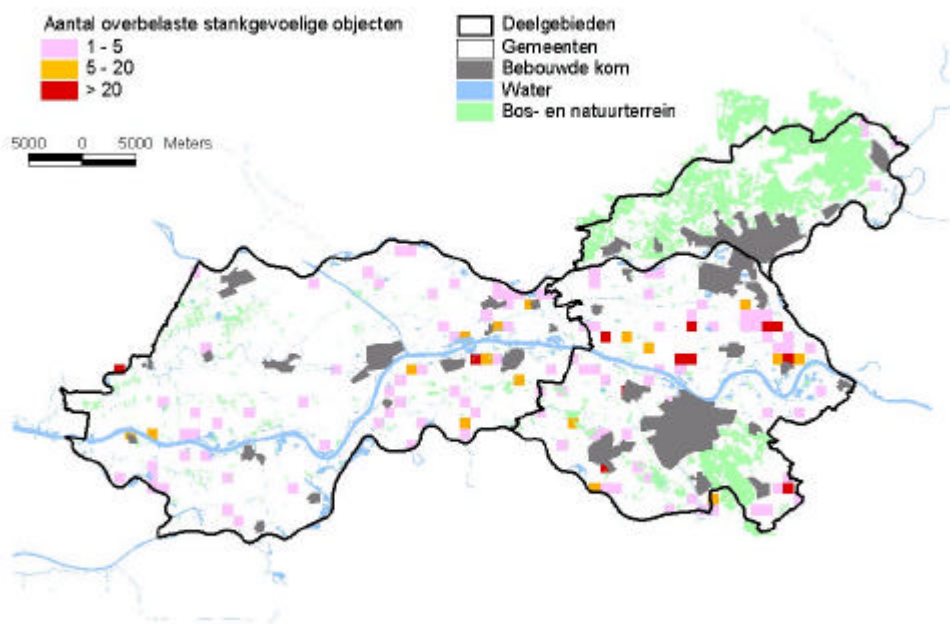 Aantal overbelaste stankgevoelige objecten
1 - 5
5 - 20
> 20
5000 0 5000 Meters
Deelgebieden
Gemeenten
Bebouwde kom
Water
Bos- en natuurterrein